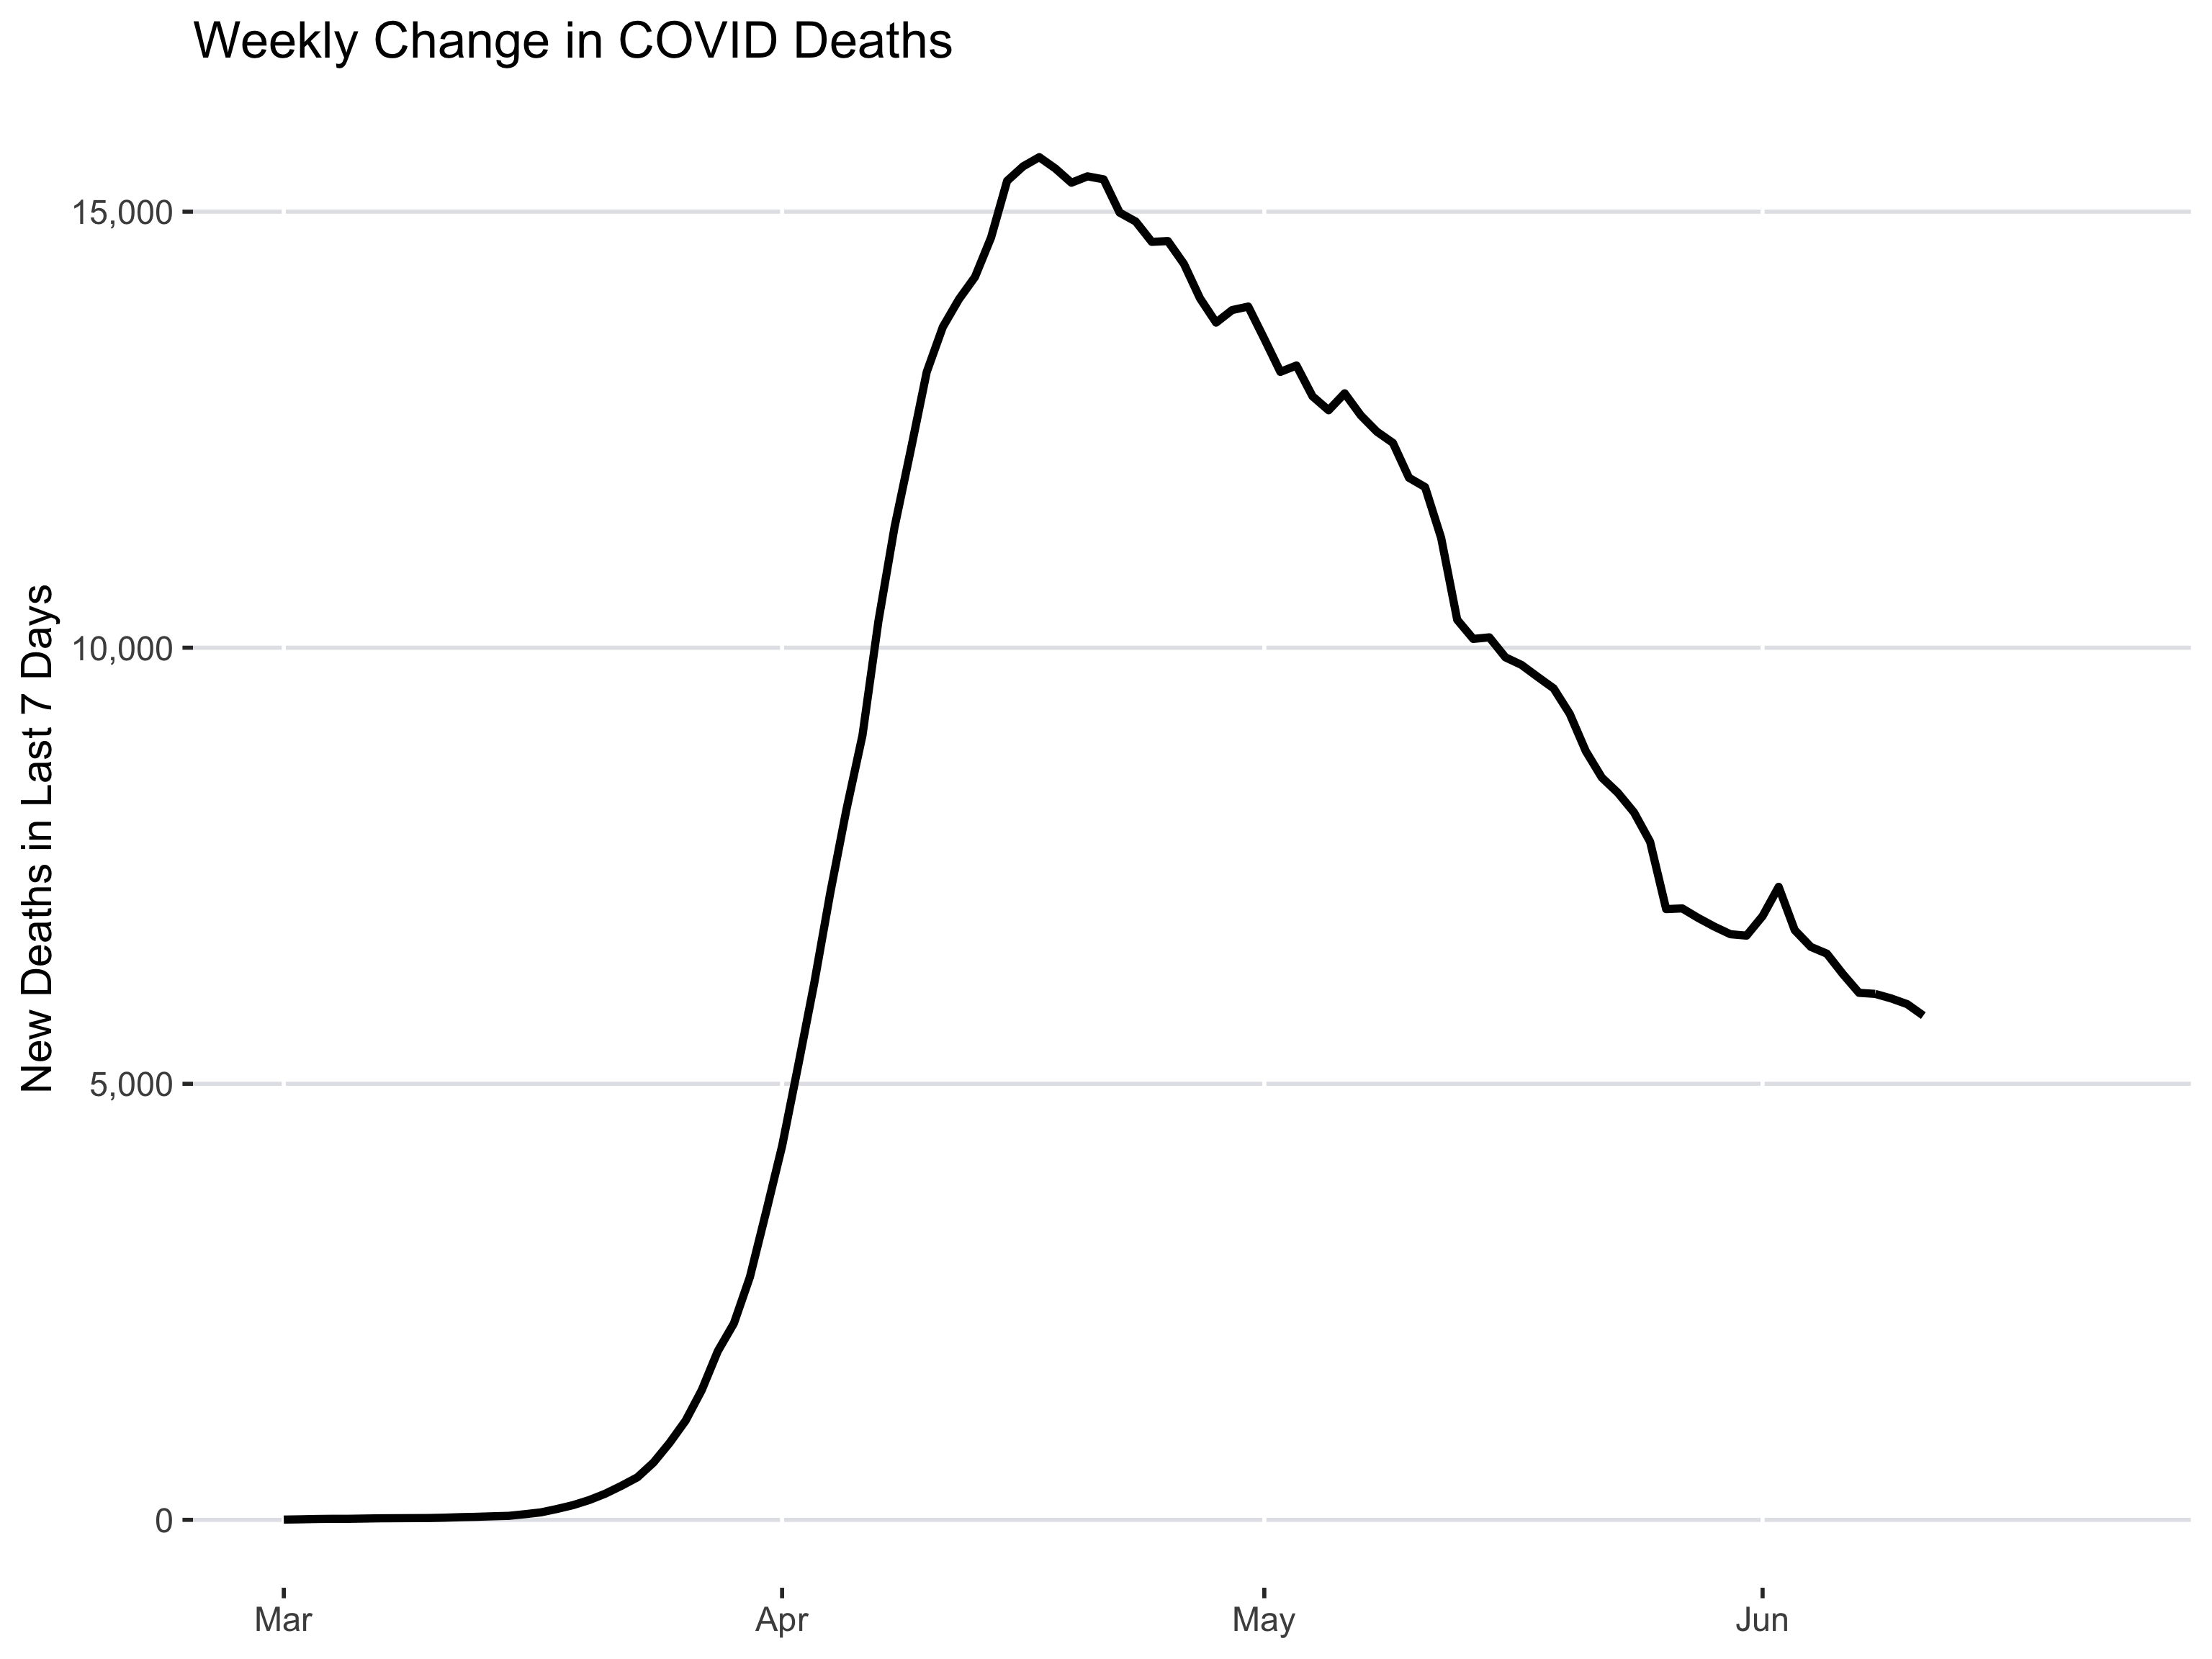 Weekly Change in COVID Deaths
New Deaths in Last 7 Days
15,000
10,000
5,000
0
Mar
Apr
May
Jun